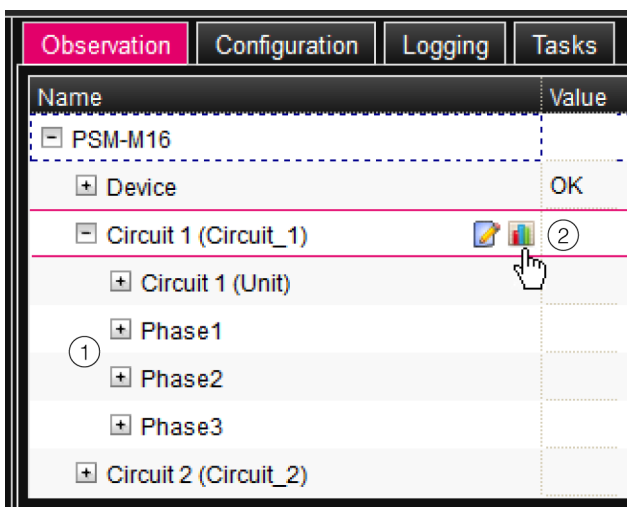 Observation Configuration Logging Tasks
Name Value
PSM-M16
Device OK
Circuit 1 (Circuit_1) 2
Circuit 1 (Unit)
Phase1
1
Phase2
Phase3
Circuit 2 (Circuit_2)